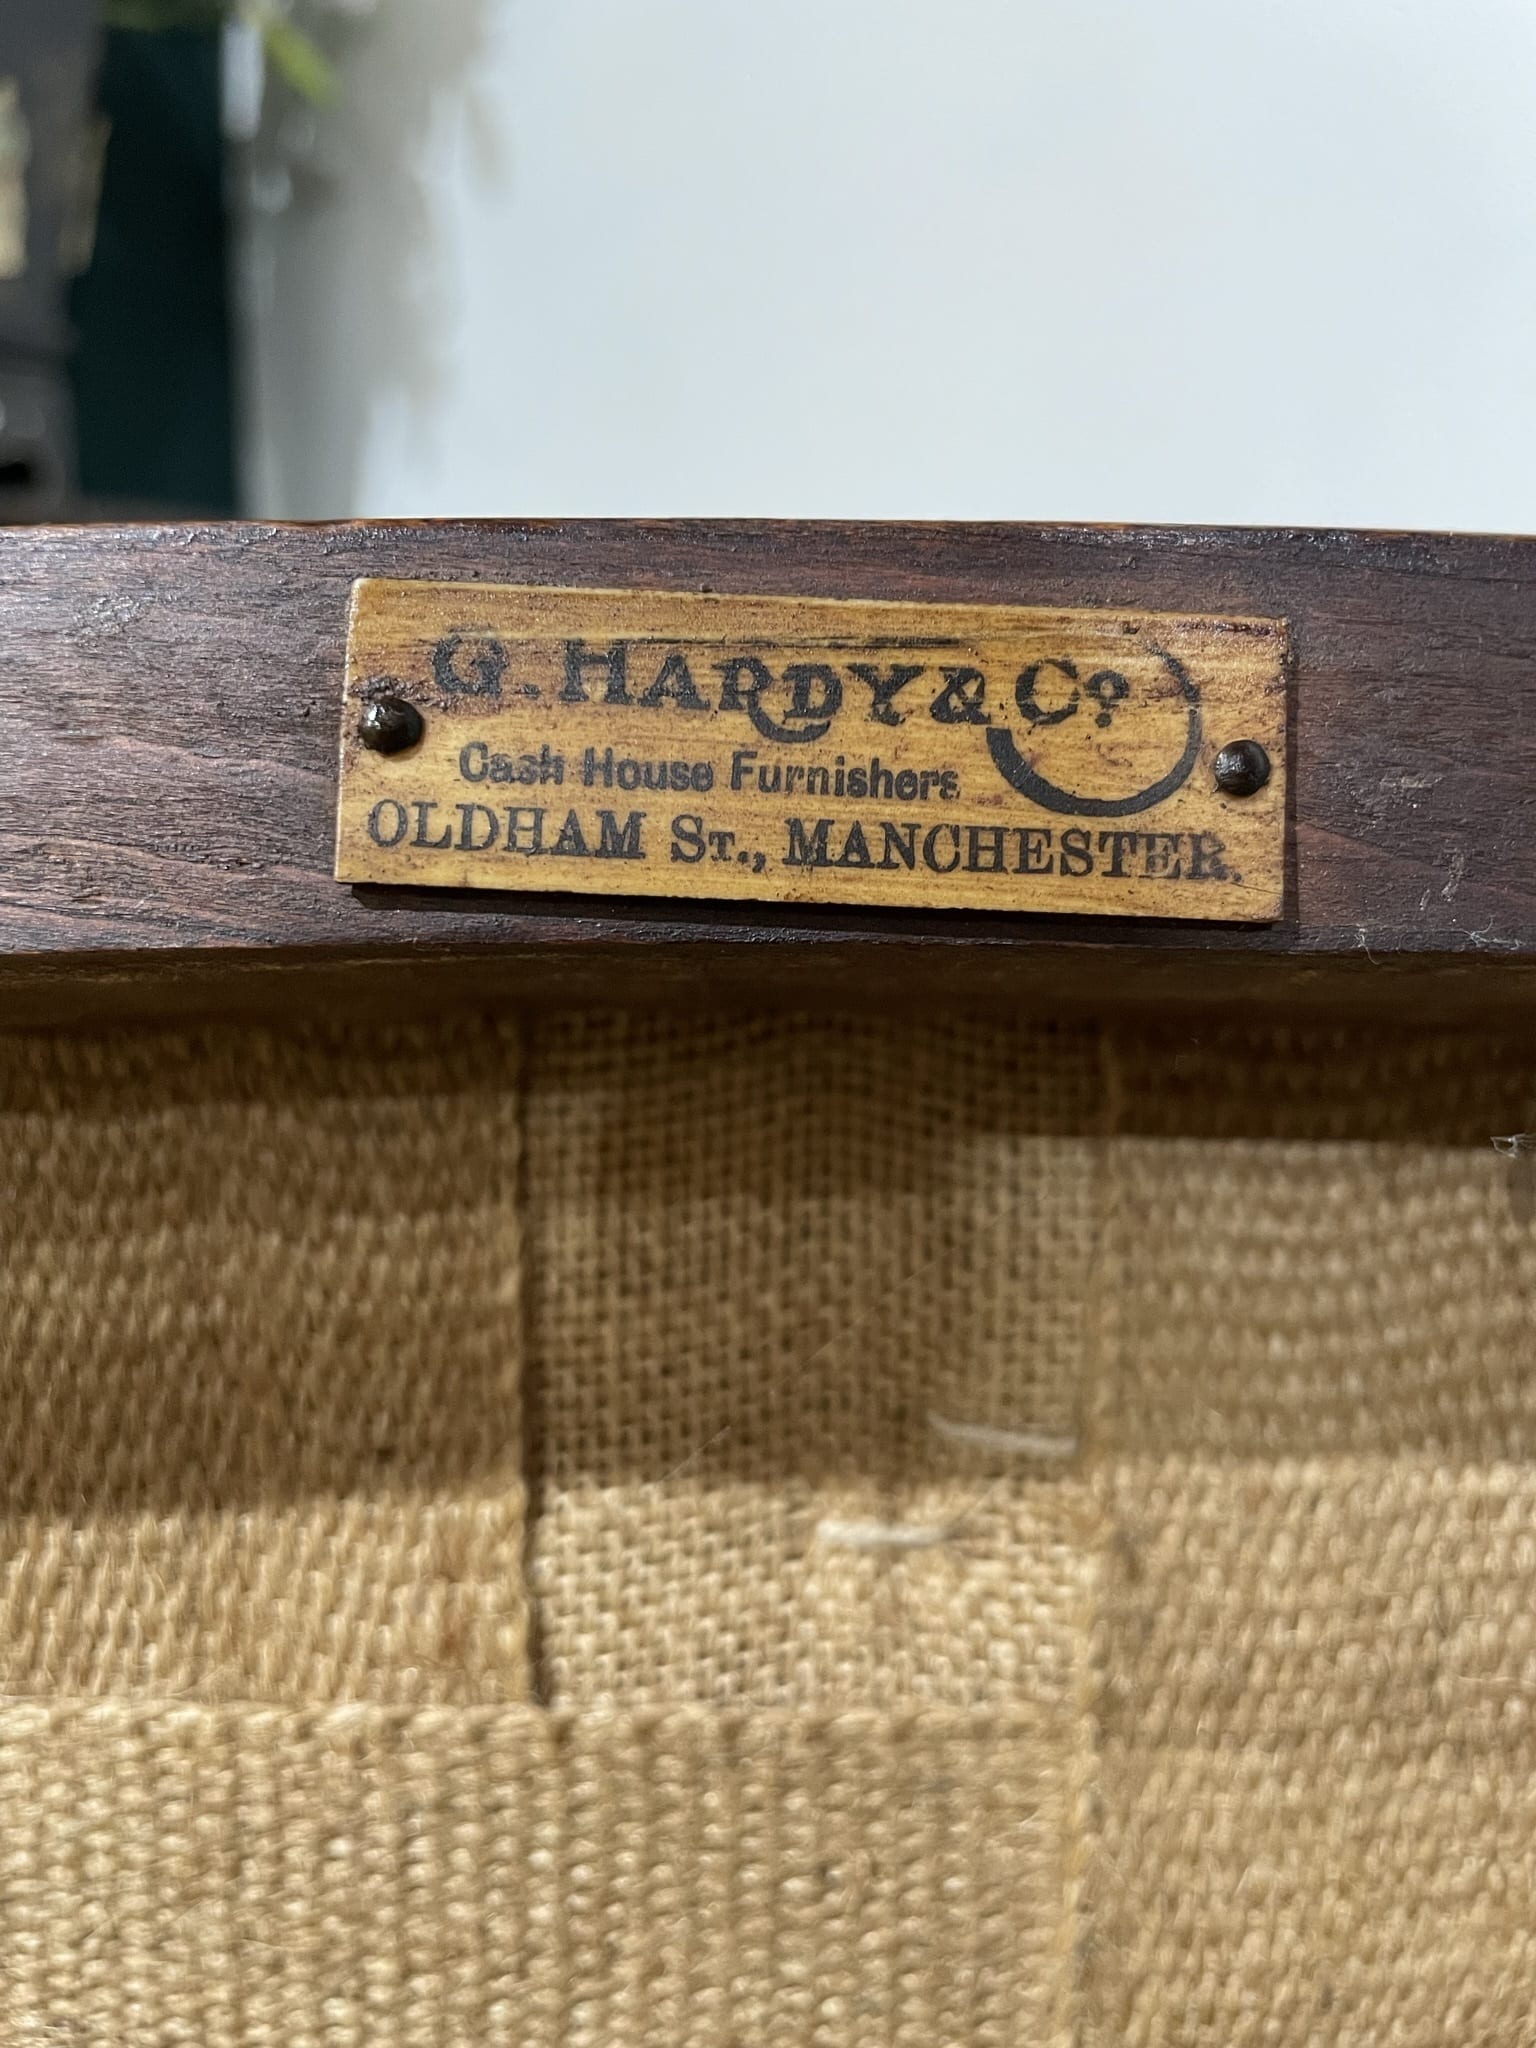 G. HARDY & Co.
Cash House Furnishers
OLDHAM ST., MANCHESTER.